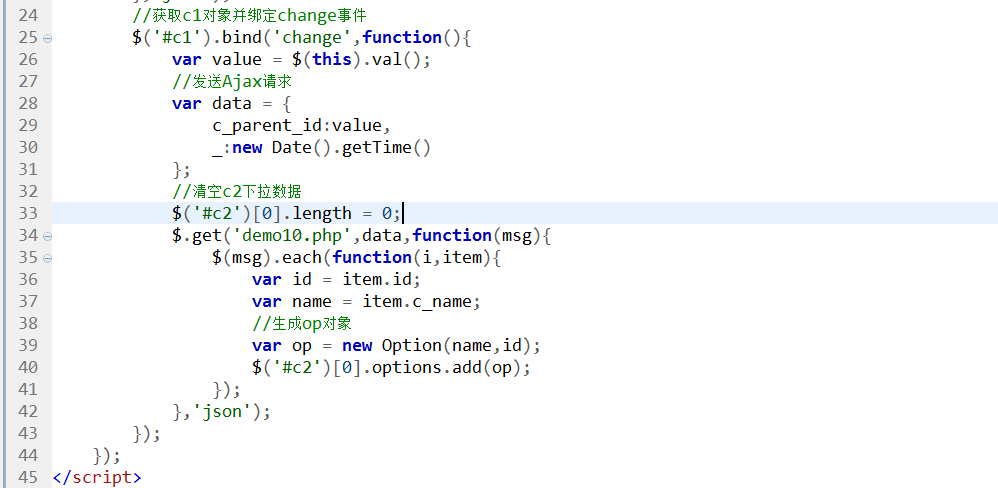 24 //获取c1对象并绑定change事件
25 $('#c1').bind('change',function(){
26 var value = $(this).val();
27 //发送Ajax请求
28 var data = {
29 c_parent_id:value,
30 _:new Date().getTime()
31 };
32 //清空c2下拉数据
33 $('#c2')[0].length = 0;
34 $.get('demo10.php',data,function(msg){
35 $(msg).each(function(i,item){
36 var id = item.id;
37 var name = item.c_name;
38 //生成op对象
39 var op = new Option(name,id);
40 $('#c2')[0].options.add(op);
41 });
42 },'json');
43 });
44 });
45 </script>